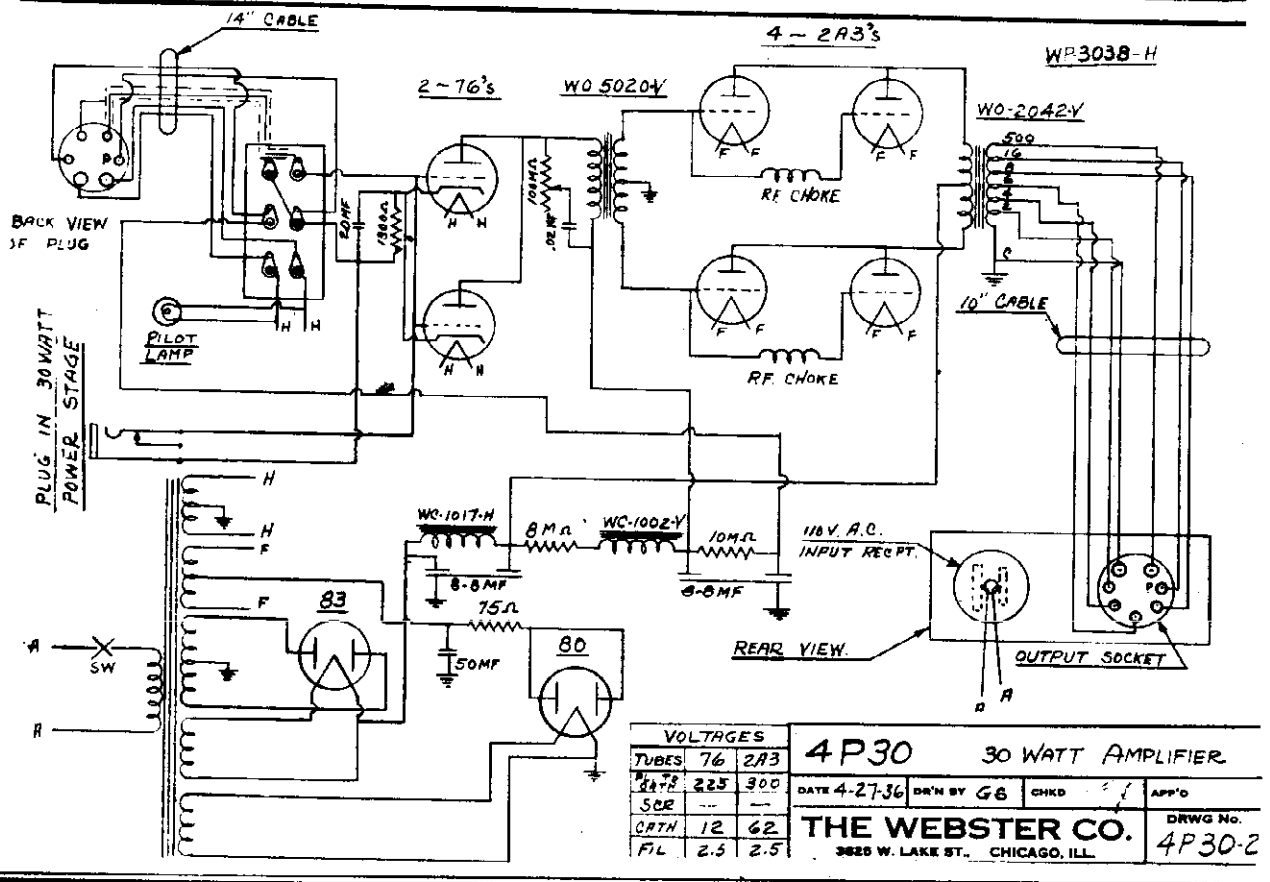 14" CABLE
4 - 2A3's
WP3038-H
2 - 76's
WO 5020-V
WO-2042-V
500
16
8
P
F F
F F
RF. CHOKE
H H
20MF
1300Ω
100MΩ
.02MF
BACK VIEW
OF PLUG
C
10" CABLE
F F
F F
RF. CHOKE
H H
PILOT
LAMP
H H
PLUG IN 30 WATT
POWER STAGE
H
H
F
F
WC-1017-H
8MΩ
WC-1002-V
10MΩ
8-8MF
8-8MF
110V. A.C.
INPUT RECPT.
P
83
75Ω
50MF
80
A
SW
A
REAR VIEW.
OUTPUT SOCKET
A
VOLTAGES
TUBES 76 2A3
225 300
SCR -- --
CATH 12 62
FIL 2.5 2.5
4P30 30 WATT AMPLIFIER
DATE 4-27-36 DR'N BY GB CHKD APP'D
THE WEBSTER CO.
3825 W. LAKE ST., CHICAGO, ILL.
DRWG No.
4P30-2